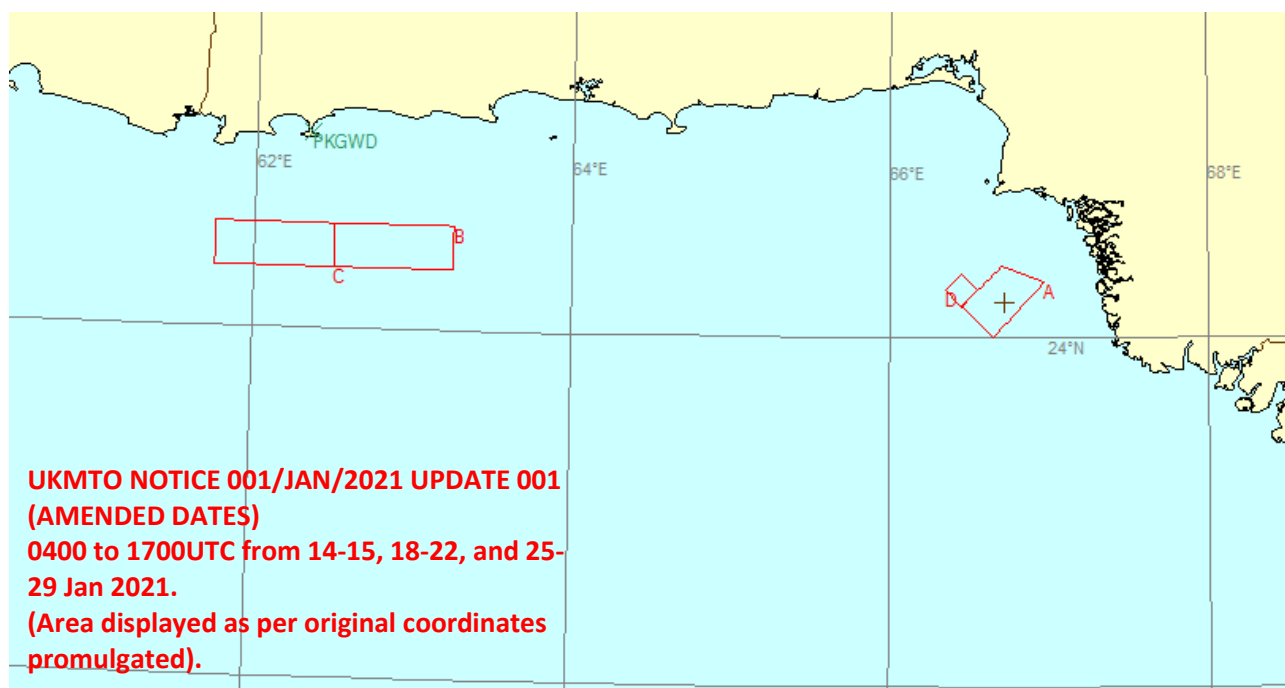 PKGWD
62°E
64°E
66°E
68°E
B
C
D
A
24°N
UKMTO NOTICE 001/JAN/2021 UPDATE 001
(AMENDED DATES)
0400 to 1700UTC from 14-15, 18-22, and 25-
29 Jan 2021.
(Area displayed as per original coordinates
promulgated).